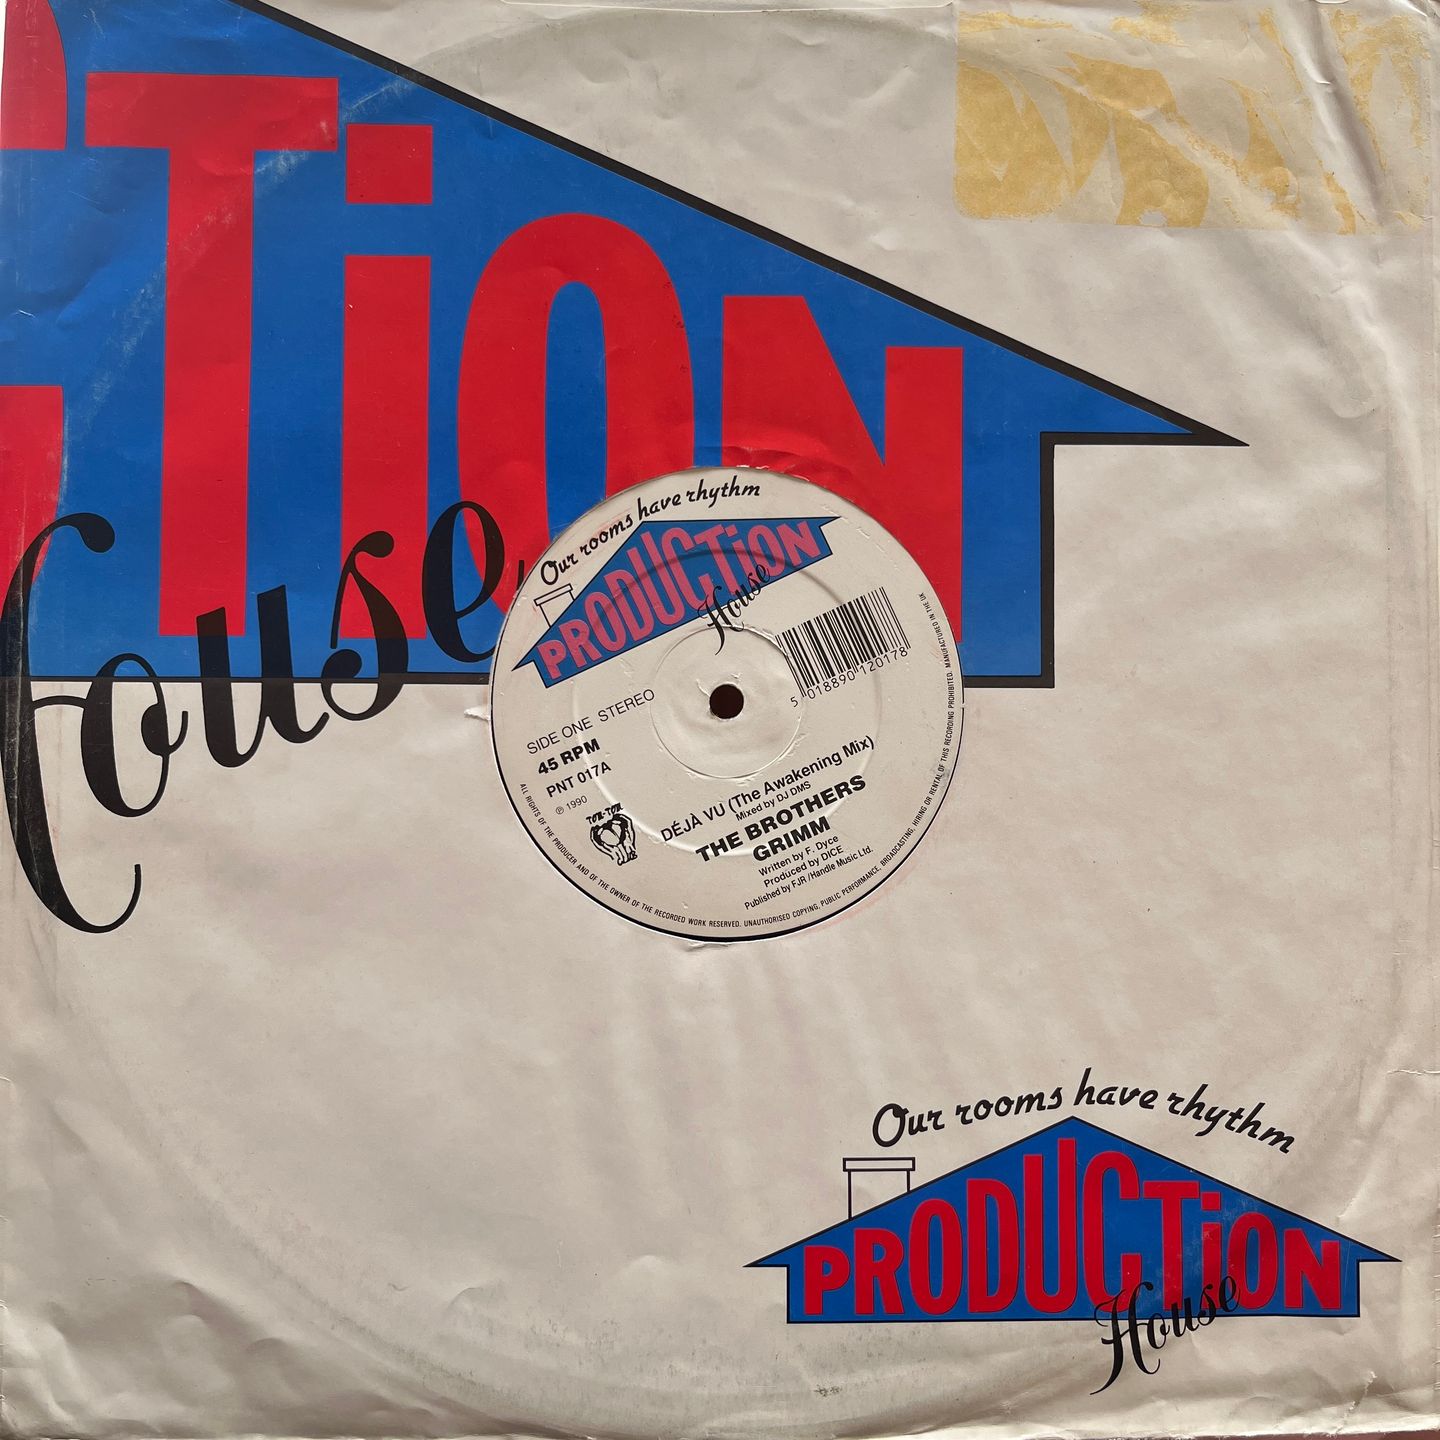 CTiON
House
Our rooms have rhythm
PRODUCTiON
House
5 018890 120178
SIDE ONE STEREO
45 RPM
PNT 017A
℗ 1990
TOM-TOM
DÉJÀ VU (The Awakening Mix)
Mixed by DJ DMS
THE BROTHERS
GRIMM
Written by F. Dyce
Produced by DICE
Published by FJR /Handle Music Ltd.
ALL RIGHTS OF THE PRODUCER AND OF THE OWNER OF THE RECORDED WORK RESERVED. UNAUTHORISED COPYING, PUBLIC PERFORMANCE, BROADCASTING, HIRING OR RENTAL OF THIS RECORDING PROHIBITED. MANUFACTURED IN THE UK
Our rooms have rhythm
PRODUCTiON
House